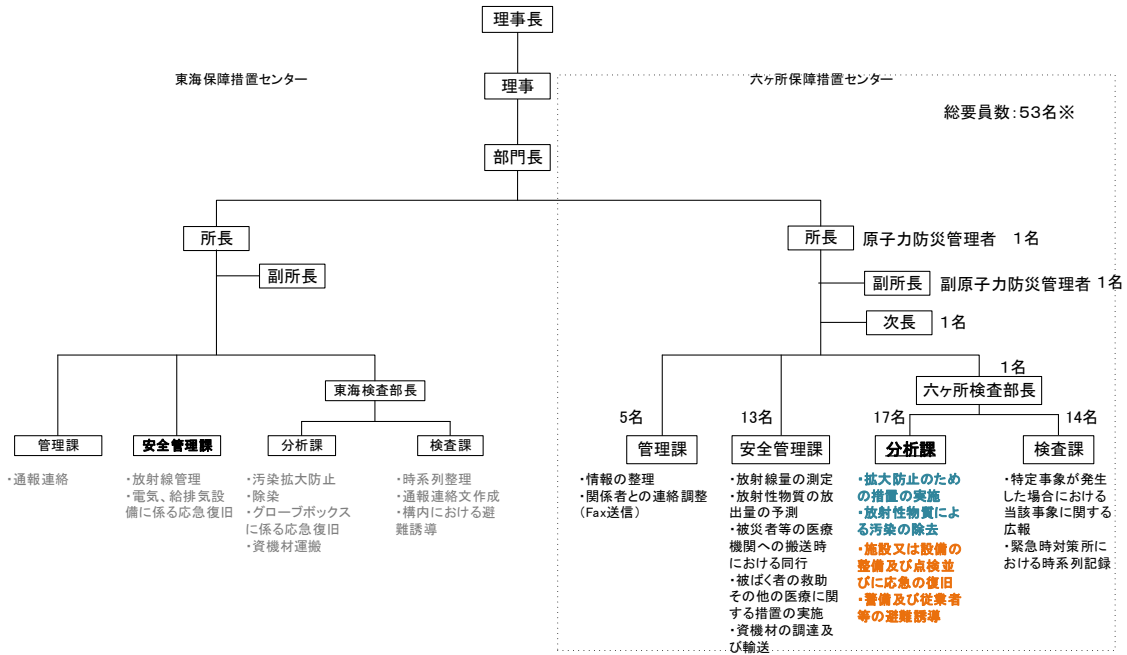 理事長
東海保障措置センター
六ヶ所保障措置センター
理事
総要員数:53名※
部門長
所長
副所長
東海検査部長
管理課
安全管理課
分析課
検査課
・通報連絡
・放射線管理
・電気、給排気設
備に係る応急復旧
・汚染拡大防止
・除染
・グローブボックス
に係る応急復旧
・資機材運搬
・時系列整理
・通報連絡文作成
・構内における避
難誘導
所長 原子力防災管理者 1名
副所長 副原子力防災管理者 1名
次長 1名
1名
六ヶ所検査部長
5名
13名
17名
14名
管理課
安全管理課
分析課
検査課
・情報の整理
・関係者との連絡調整
(Fax送信)
・放射線量の測定
・放射性物質の放
出量の予測
・被災者等の医療
機関への搬送時
における同行
・被ばく者の救助
その他の医療に関
する措置の実施
・資機材の調達及
び輸送
・拡大防止のため
の措置の実施
・放射性物質によ
る汚染の除去
・施設又は設備の
整備及び点検並
びに応急の復旧
・警備及び従業者
等の避難誘導
・特定事象が発生
した場合における
当該事象に関する
広報
・緊急時対策所に
おける時系列記録